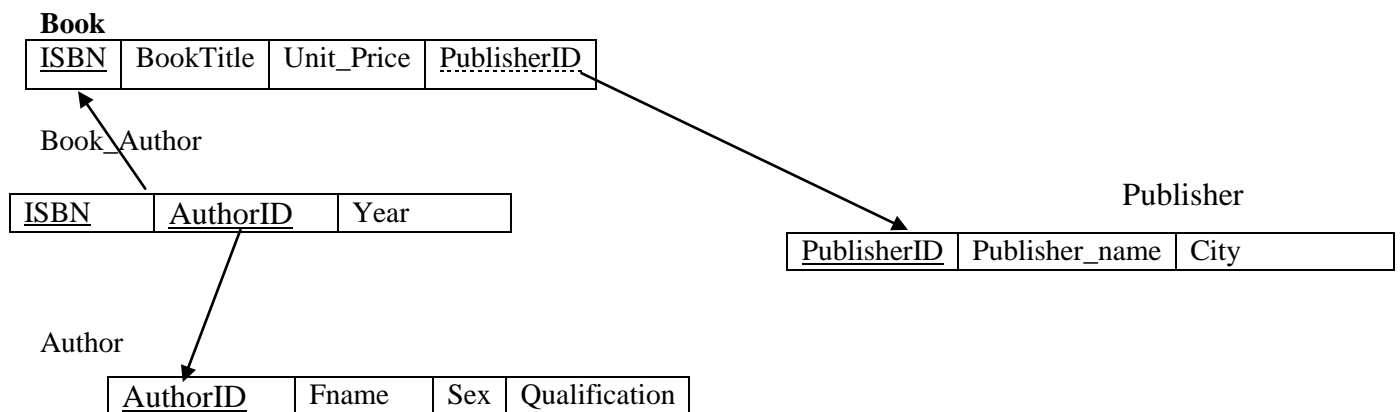 Book
ISBN BookTitle Unit_Price PublisherID
Book_Author
ISBN AuthorID Year
Publisher
PublisherID Publisher_name City
Author
AuthorID Fname Sex Qualification